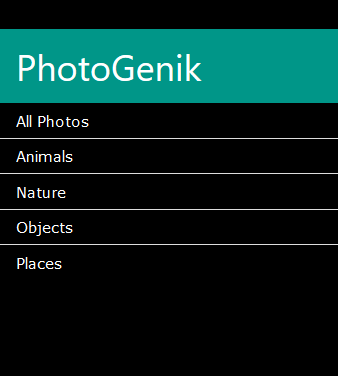 PhotoGenik
All Photos
Animals
Nature
Objects
Places